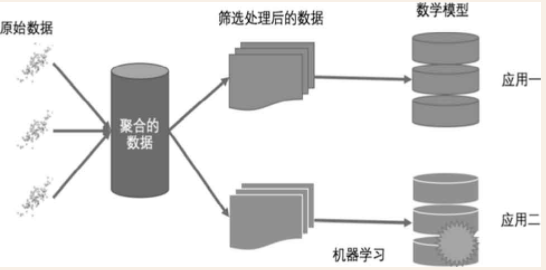 原始数据
筛选处理后的数据
数学模型
聚合的
数据
应用一
应用二
机器学习